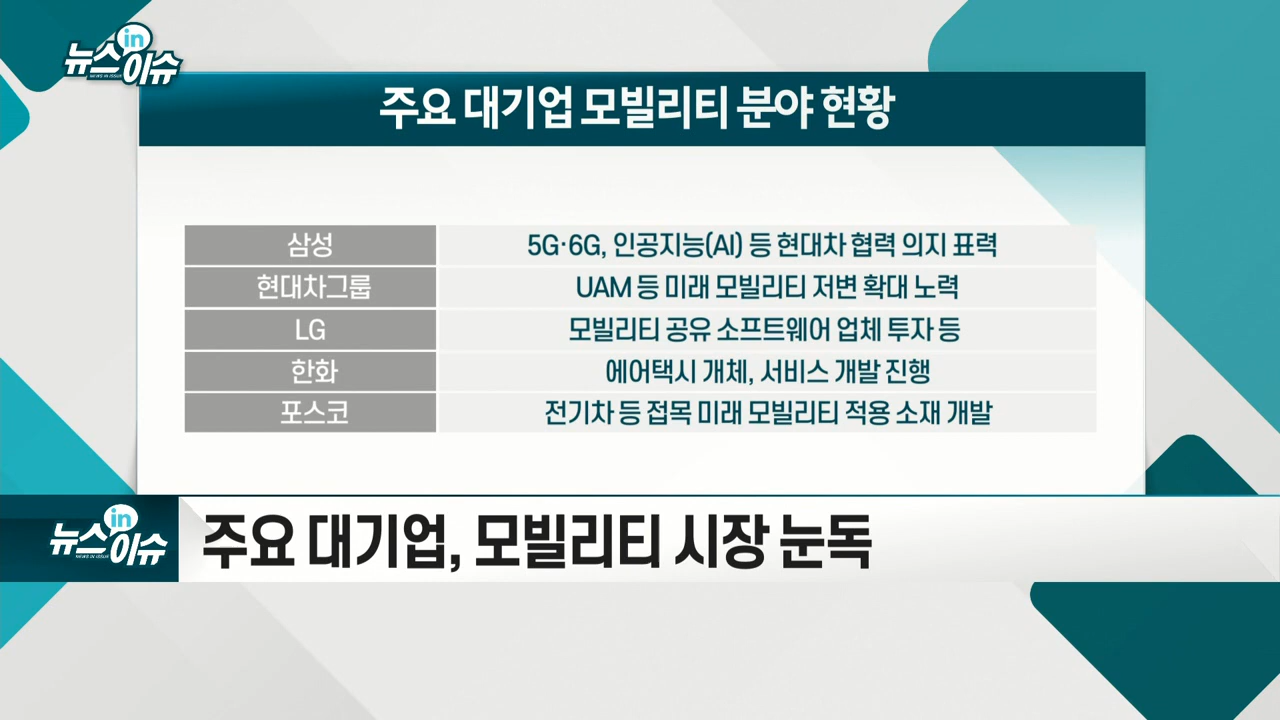 뉴스in이슈
NEWS IN ISSUE
주요 대기업 모빌리티 분야 현황
삼성 5G·6G, 인공지능(AI) 등 현대차 협력 의지 표력
현대차그룹 UAM 등 미래 모빌리티 저변 확대 노력
LG 모빌리티 공유 소프트웨어 업체 투자 등
한화 에어택시 개체, 서비스 개발 진행
포스코 전기차 등 접목 미래 모빌리티 적용 소재 개발
뉴스in이슈
NEWS IN ISSUE
주요 대기업, 모빌리티 시장 눈독